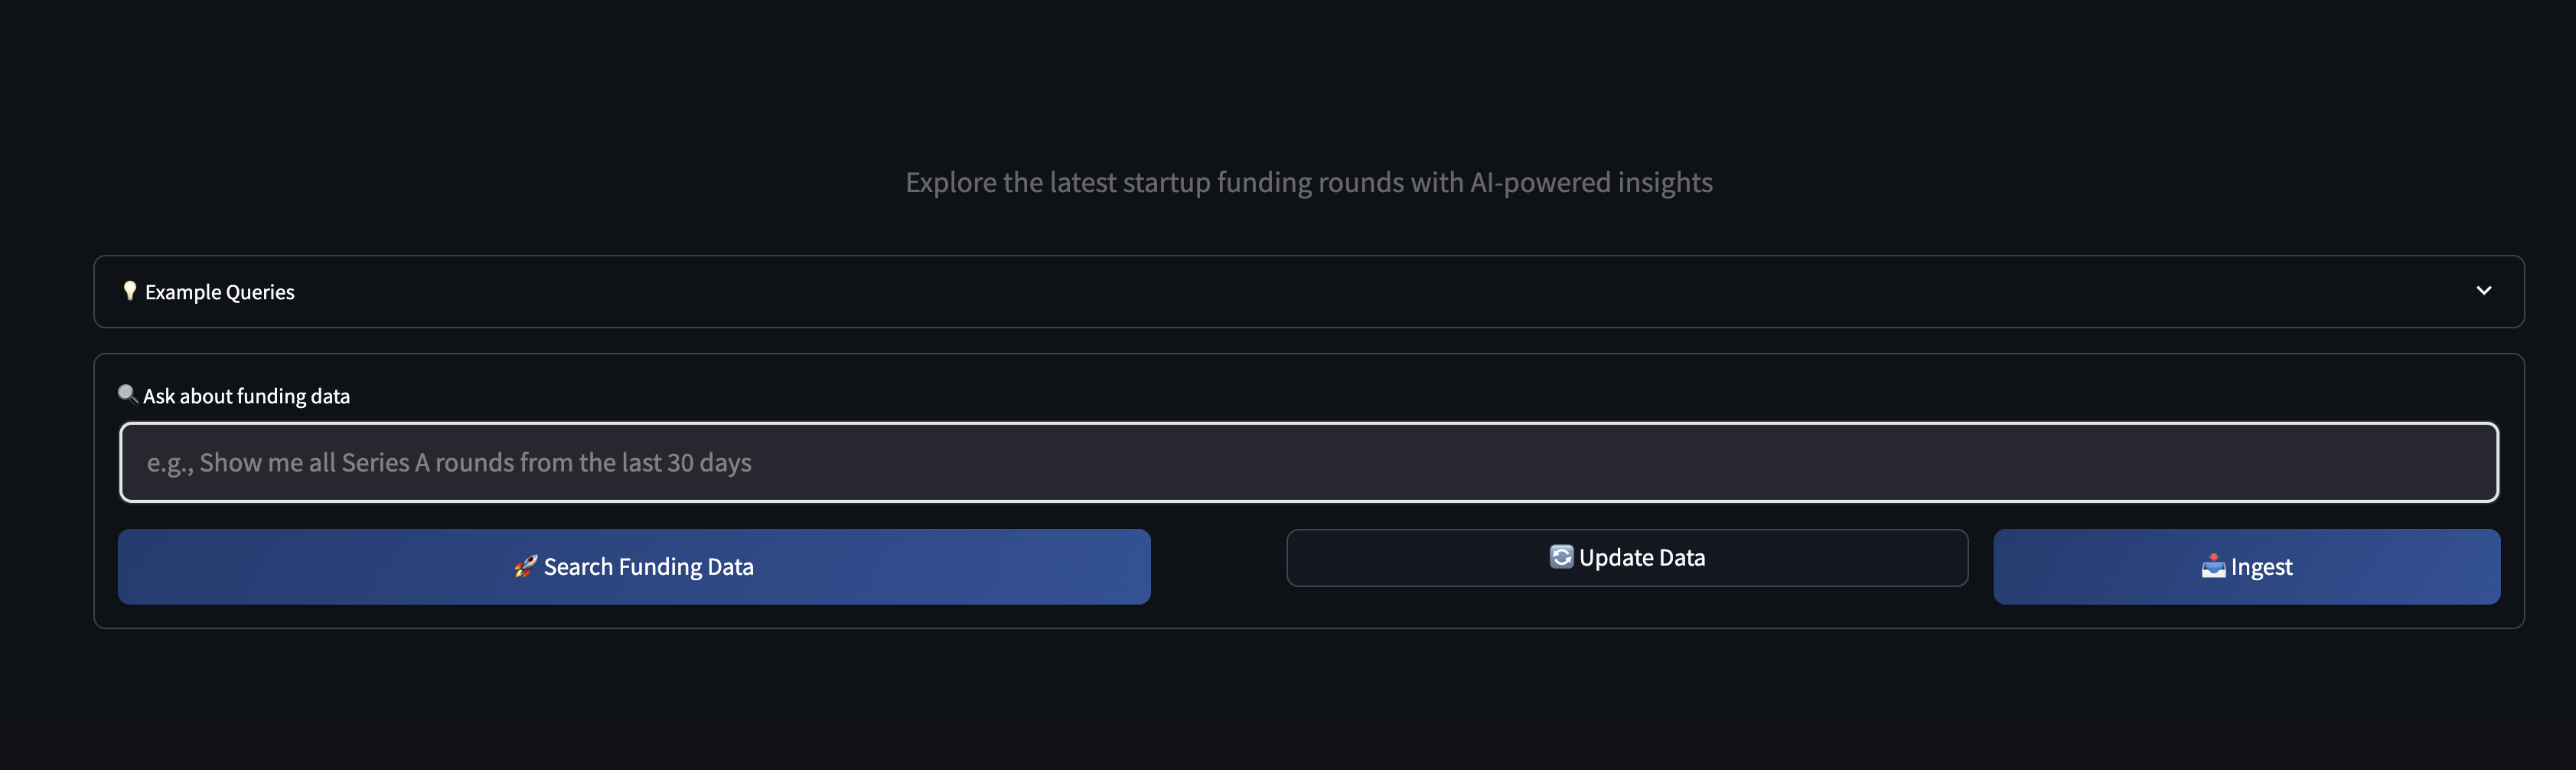 Explore the latest startup funding rounds with AI-powered insights
💡 Example Queries
🔍 Ask about funding data
e.g., Show me all Series A rounds from the last 30 days
🚀 Search Funding Data
🔄 Update Data
📥 Ingest